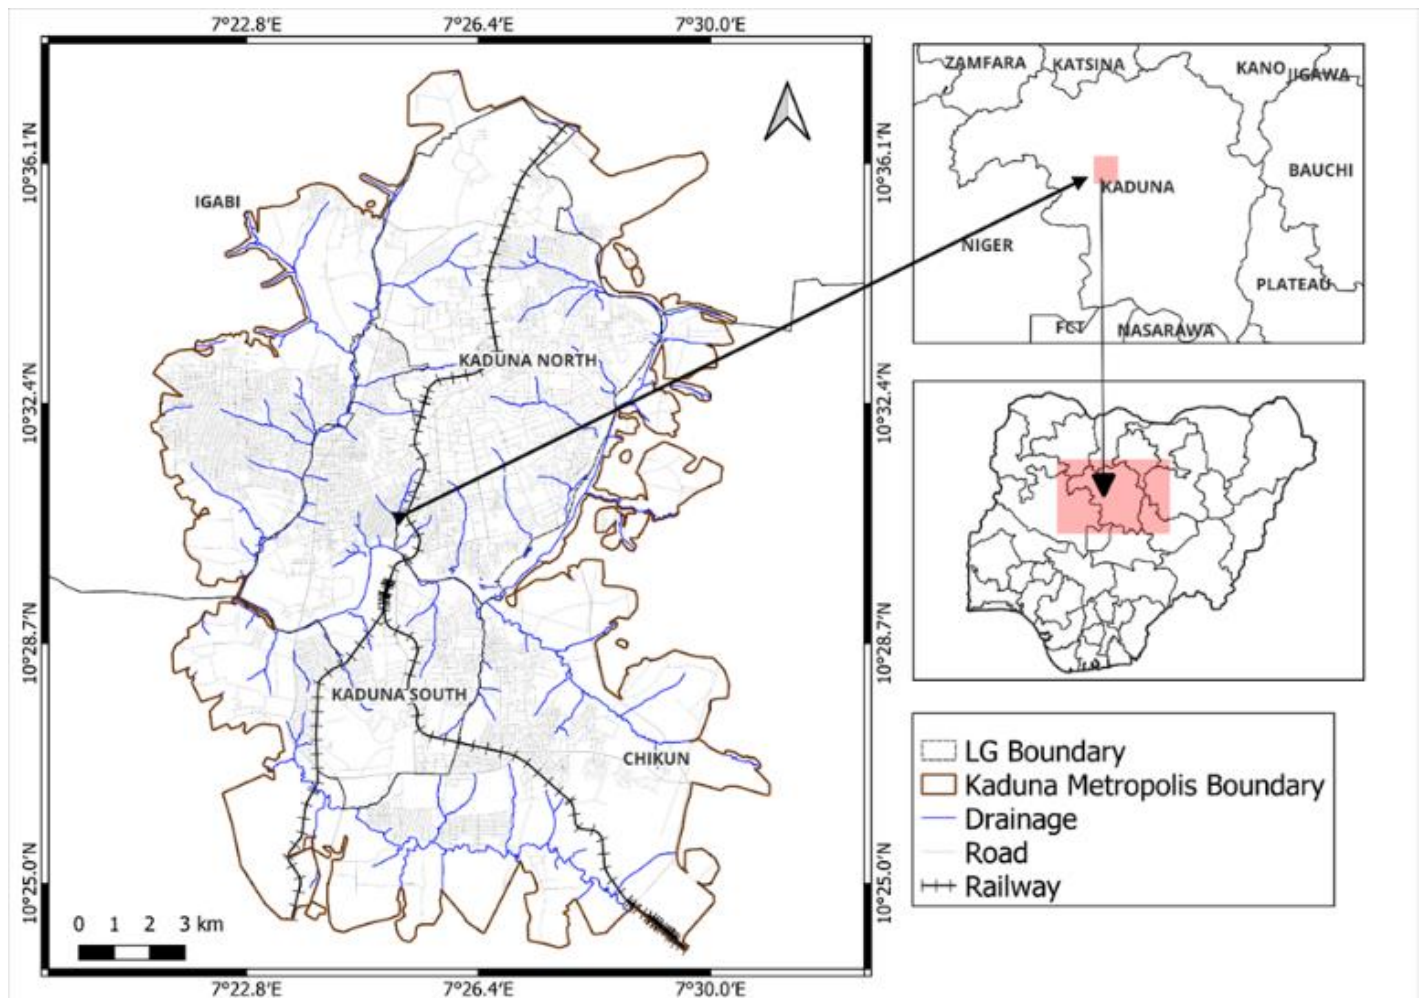 7°22.8'E 7°26.4'E 7°30.0'E
10°36.1'N
10°32.4'N
10°28.7'N
10°25.0'N
IGABI
KADUNA NORTH
KADUNA SOUTH
CHIKUN
0 1 2 3 km
10°36.1'N
10°32.4'N
10°28.7'N
10°25.0'N
7°22.8'E 7°26.4'E 7°30.0'E
ZAMFARA KATSINA KANO JIGAWA
BAUCHI
KADUNA
NIGER
PLATEAU
FCT NASARAWA
LG Boundary
Kaduna Metropolis Boundary
Drainage
Road
Railway